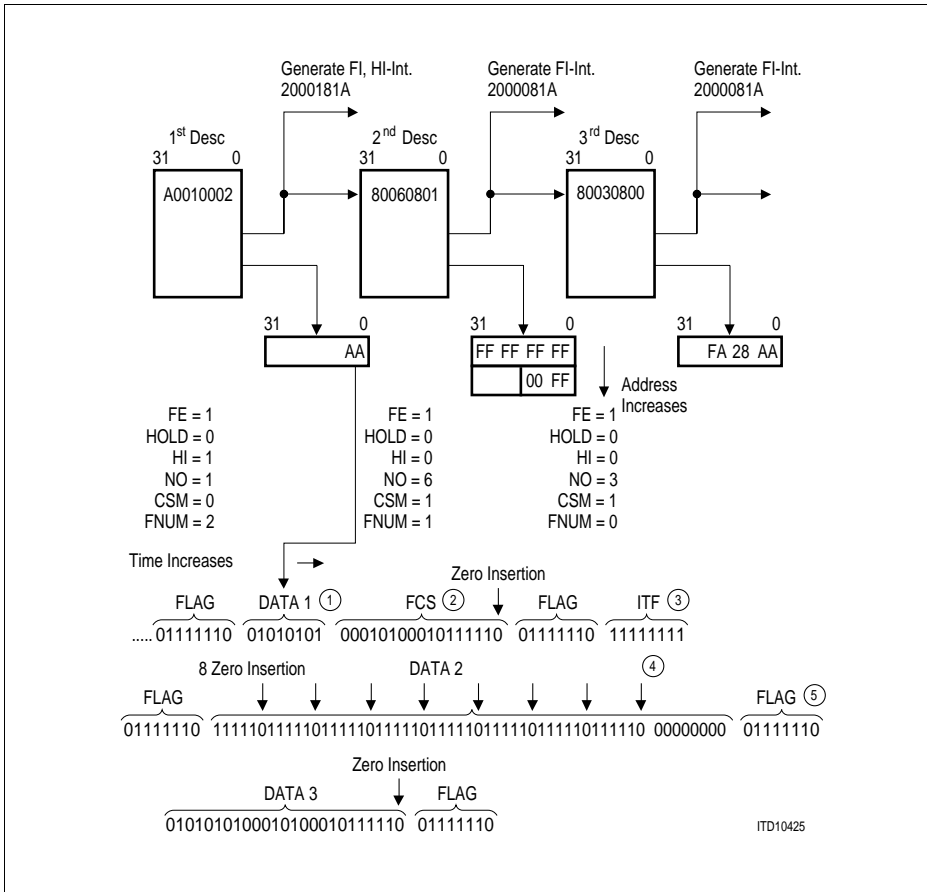 Generate FI, HI-Int.
2000181A
Generate FI-Int.
2000081A
Generate FI-Int.
2000081A
1st Desc
31 0
A0010002
2nd Desc
31 0
80060801
3rd Desc
31 0
80030800
31 0
AA
31 0
FF FF FF FF
00 FF
31 0
FA 28 AA
Address
Increases
FE = 1
HOLD = 0
HI = 1
NO = 1
CSM = 0
FNUM = 2
FE = 1
HOLD = 0
HI = 0
NO = 6
CSM = 1
FNUM = 1
FE = 1
HOLD = 0
HI = 0
NO = 3
CSM = 1
FNUM = 0
Time Increases
Zero Insertion
FLAG DATA 1 1 FCS 2 FLAG ITF 3
..... 01111110 01010101 00010100010111110 01111110 11111111
8 Zero Insertion DATA 2 4
FLAG FLAG 5
01111110 111110111110111110111110111110111110111110111110 00000000 01111110
Zero Insertion
DATA 3 FLAG
0101010100010100010111110 01111110
ITD10425